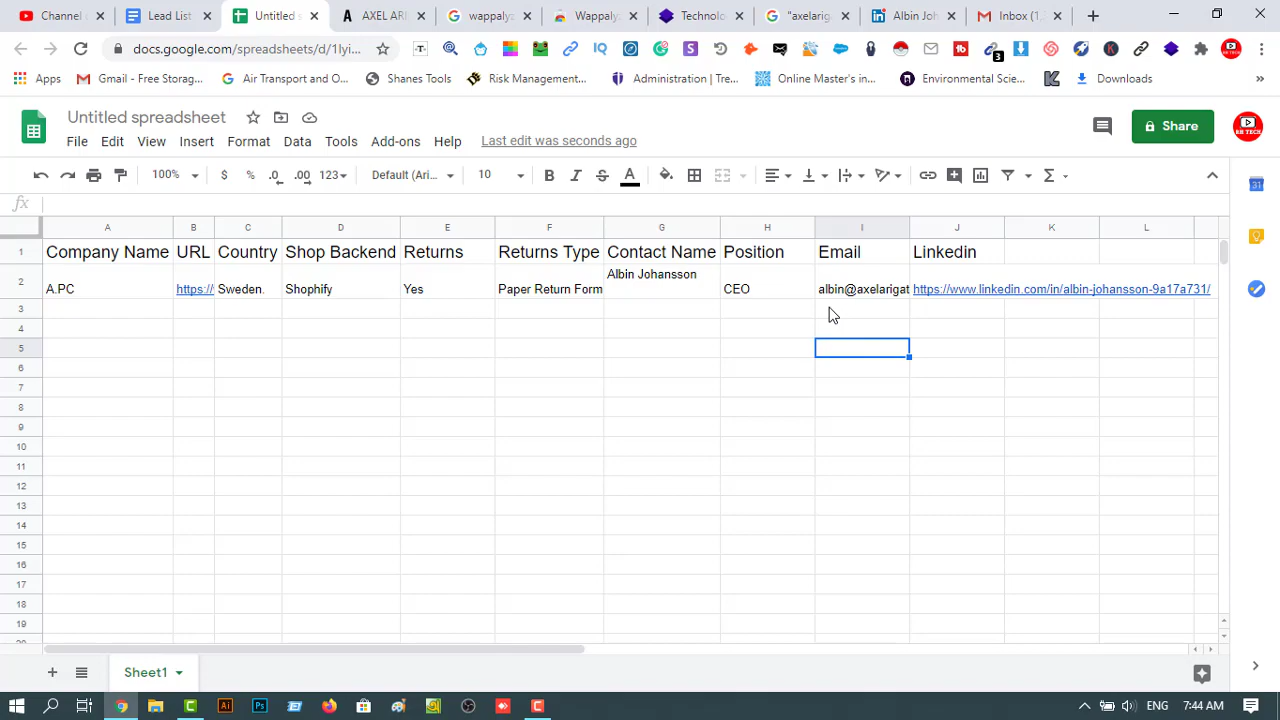 Channel c
Lead List
Untitled s
AXEL ARI
wappaly
Wappaly
Technolo
"axelarig
Albin Jol
Inbox (1,
docs.google.com/spreadsheets/d/1Iyi...
3
Apps
Gmail - Free Storag...
Air Transport and O...
Shanes Tools
Risk Management...
Administration | Tre...
Online Master's in...
Environmental Scie...
Downloads
»
Untitled spreadsheet
File Edit View Insert Format Data Tools Add-ons Help Last edit was seconds ago
Share
100% $ % .0 .00 123 Default (Ari... 10 B I S A
fx
A B C D E F G H I J K L
1 Company Name URL Country Shop Backend Returns Returns Type Contact Name Position Email Linkedin
2 A.PC https:// Sweden. Shophify Yes Paper Return Form Albin Johansson CEO albin@axelarigat https://www.linkedin.com/in/albin-johansson-9a17a731/
3
4
5
6
7
8
9
10
11
12
13
14
15
16
17
18
19
Sheet1
ENG 7:44 AM